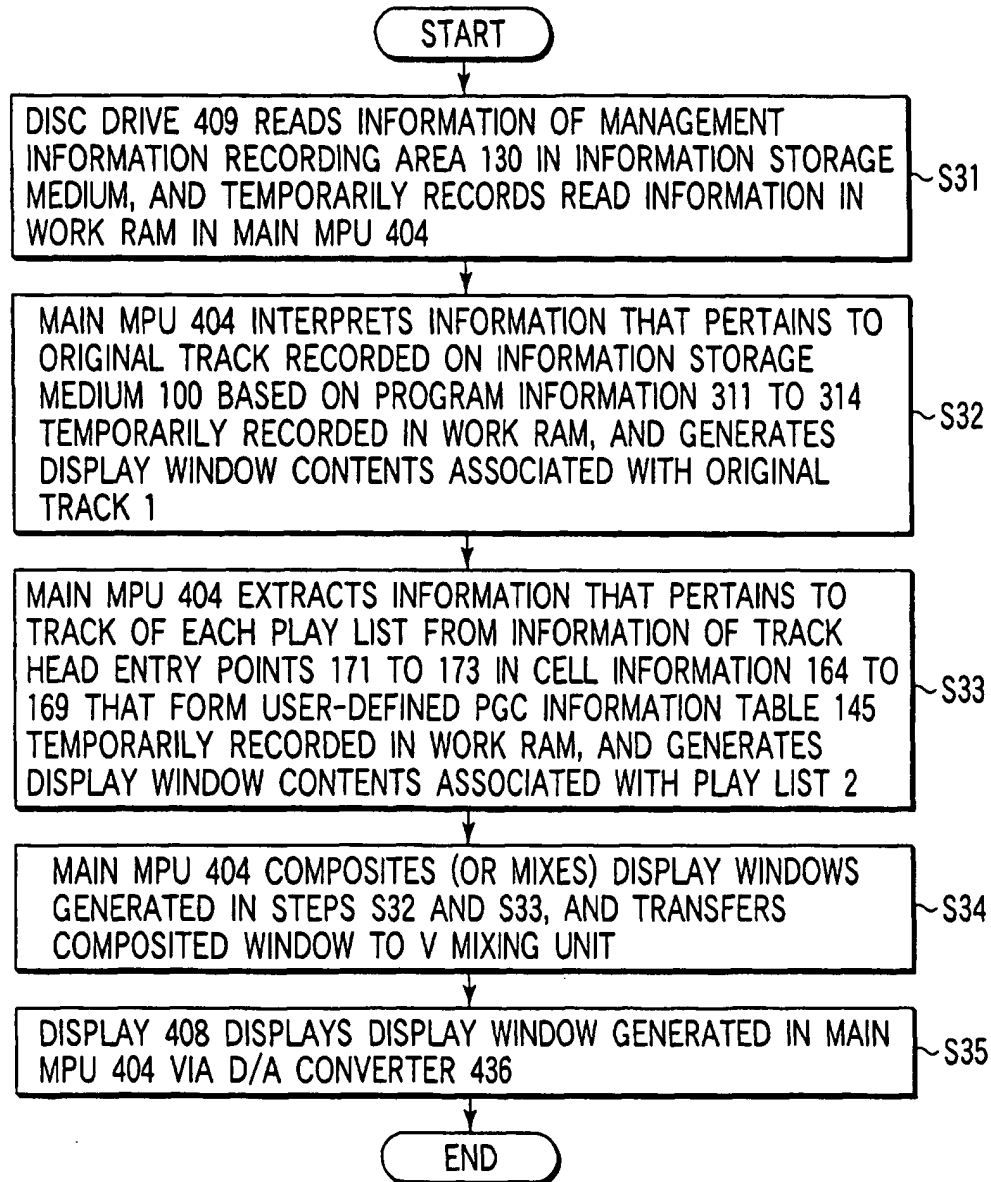 START
DISC DRIVE 409 READS INFORMATION OF MANAGEMENT
INFORMATION RECORDING AREA 130 IN INFORMATION STORAGE
MEDIUM, AND TEMPORARILY RECORDS READ INFORMATION IN
WORK RAM IN MAIN MPU 404
S31
MAIN MPU 404 INTERPRETS INFORMATION THAT PERTAINS TO
ORIGINAL TRACK RECORDED ON INFORMATION STORAGE
MEDIUM 100 BASED ON PROGRAM INFORMATION 311 TO 314
TEMPORARILY RECORDED IN WORK RAM, AND GENERATES
DISPLAY WINDOW CONTENTS ASSOCIATED WITH ORIGINAL
TRACK 1
S32
MAIN MPU 404 EXTRACTS INFORMATION THAT PERTAINS TO
TRACK OF EACH PLAY LIST FROM INFORMATION OF TRACK
HEAD ENTRY POINTS 171 TO 173 IN CELL INFORMATION 164 TO
169 THAT FORM USER-DEFINED PGC INFORMATION TABLE 145
TEMPORARILY RECORDED IN WORK RAM, AND GENERATES
DISPLAY WINDOW CONTENTS ASSOCIATED WITH PLAY LIST 2
S33
MAIN MPU 404 COMPOSITES (OR MIXES) DISPLAY WINDOWS
GENERATED IN STEPS S32 AND S33, AND TRANSFERS
COMPOSITED WINDOW TO V MIXING UNIT
S34
DISPLAY 408 DISPLAYS DISPLAY WINDOW GENERATED IN MAIN
MPU 404 VIA D/A CONVERTER 436
S35
END